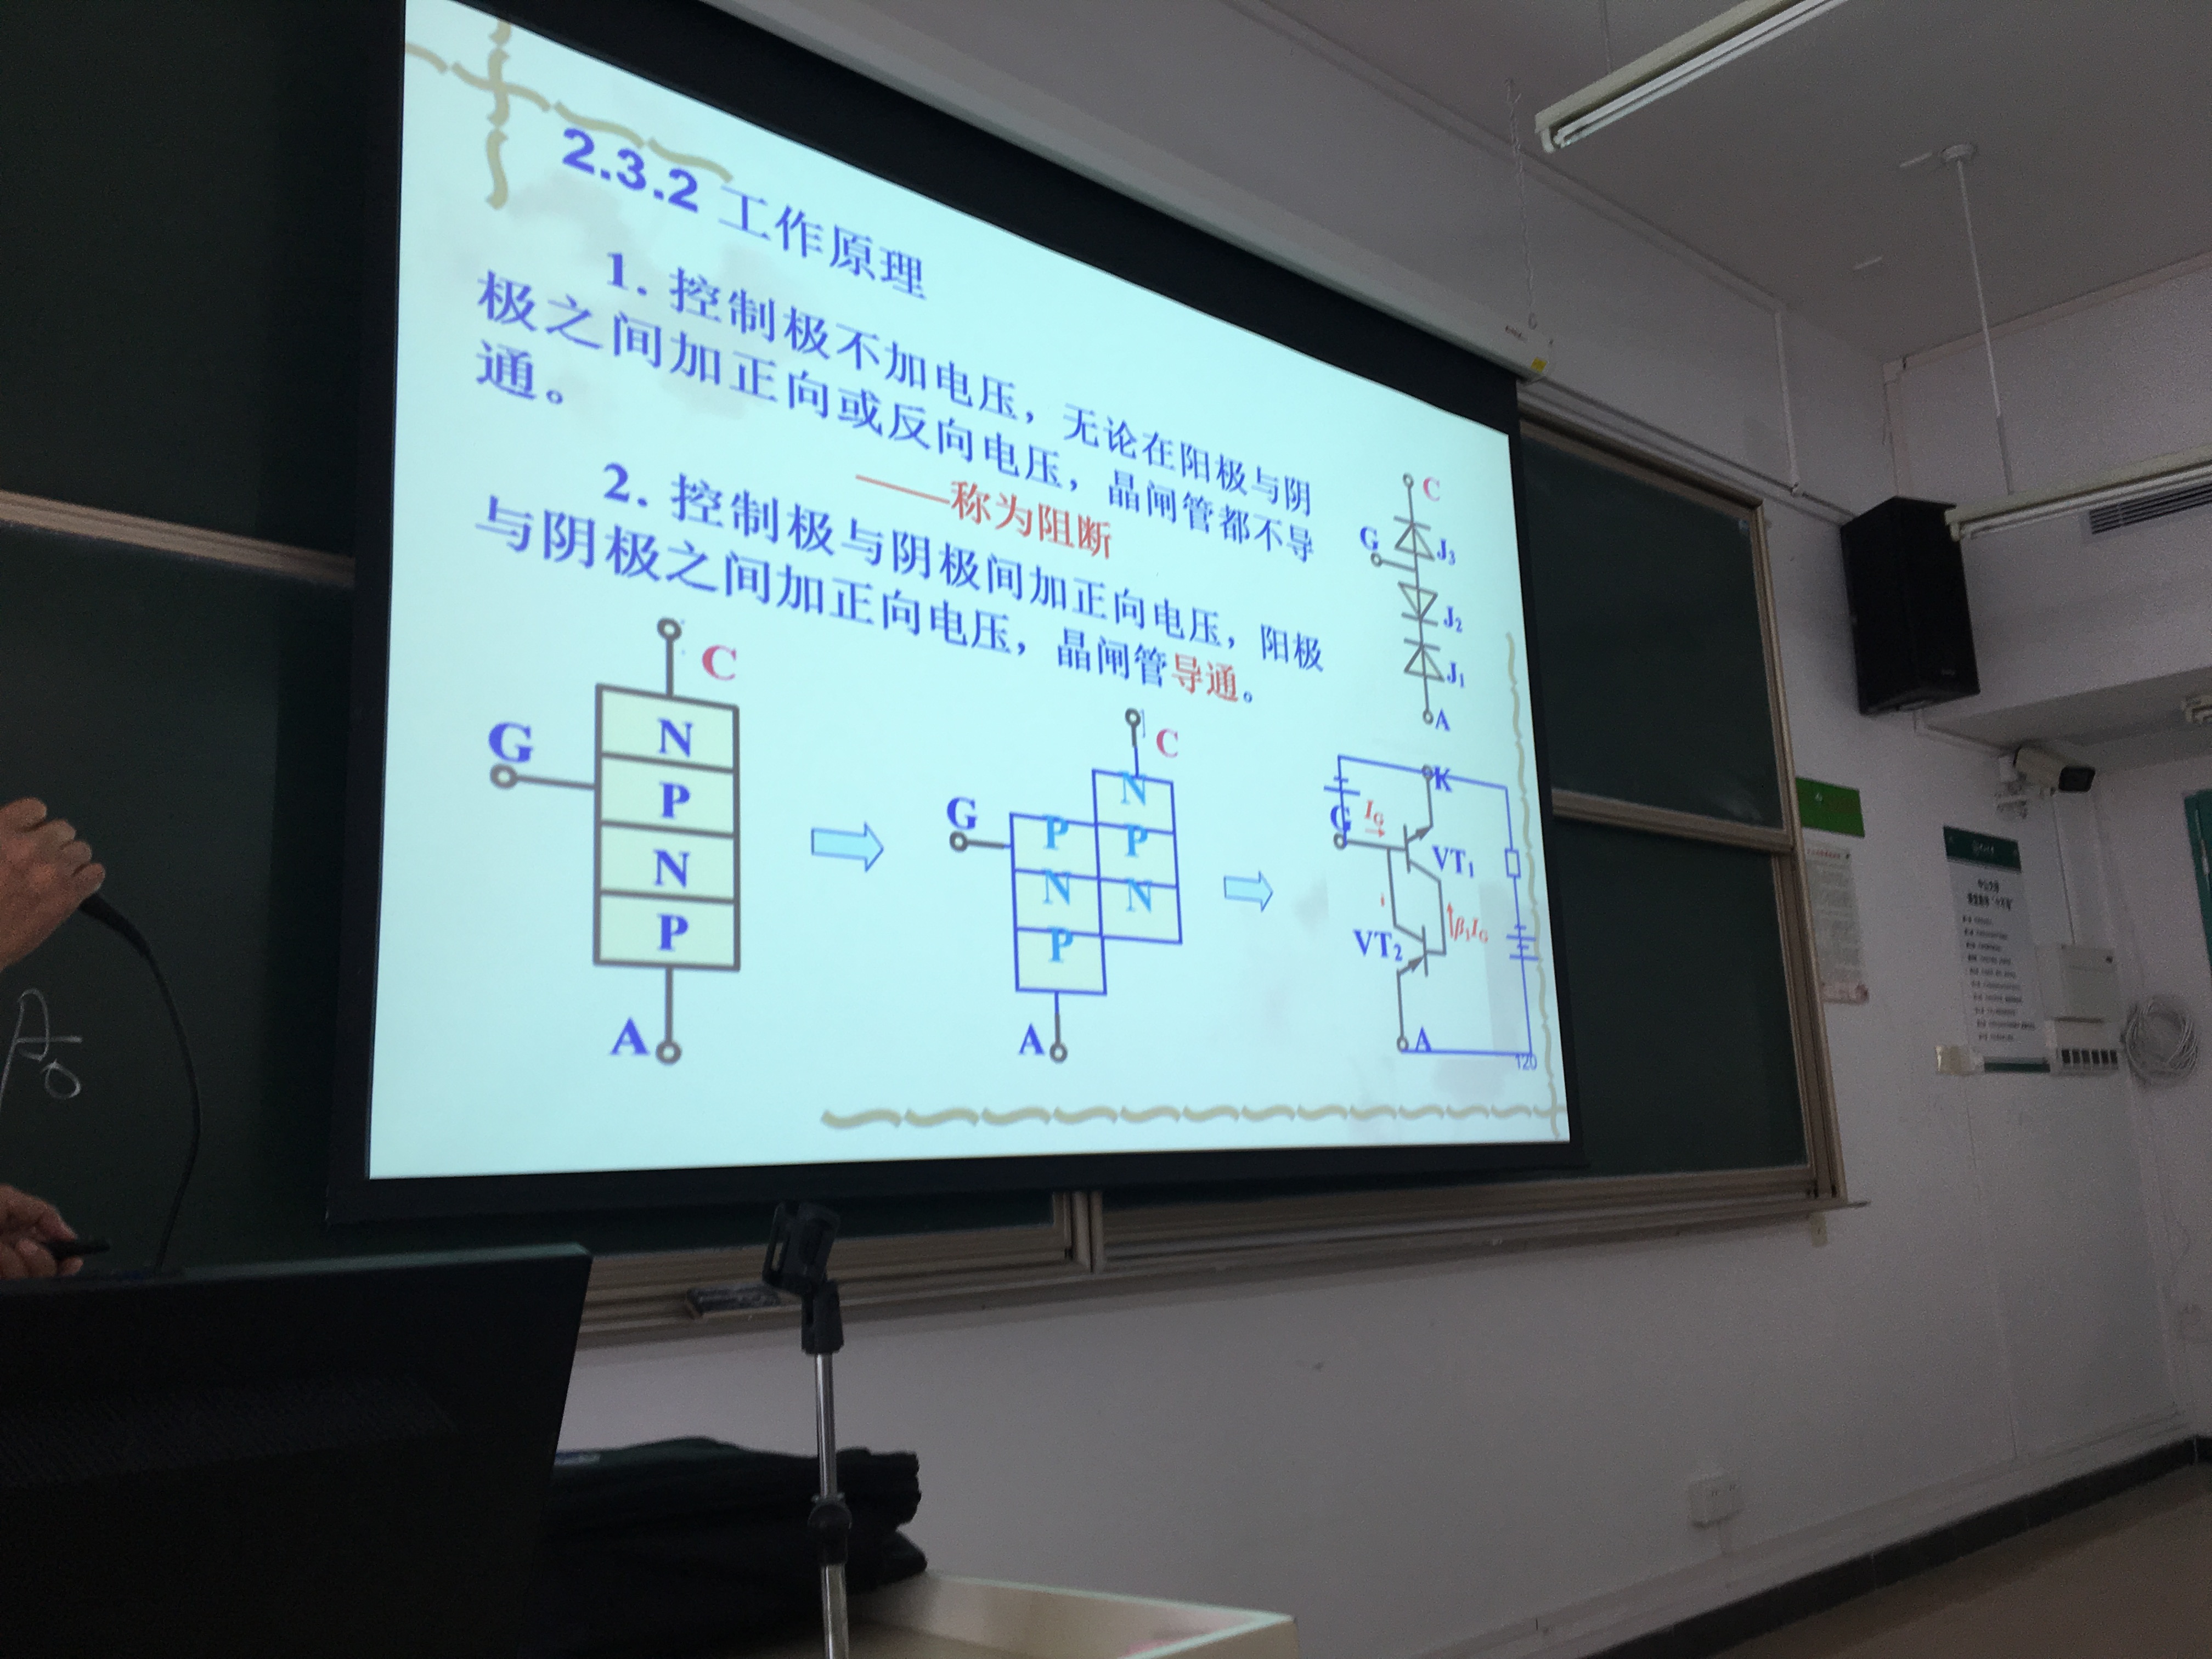 2.3.2 工作原理
1. 控制极不加电压，无论在阳极与阴
极之间加正向或反向电压，晶闸管都不导
通。
——称为阻断
2. 控制极与阴极间加正向电压，阳极
与阴极之间加正向电压，晶闸管导通。
C
G
J3
J2
J1
A
C
G
N
P
N
P
A
C
G
N
P
P
N
N
P
A
K
G
IG
VT1
VT2
β1IG
A
120